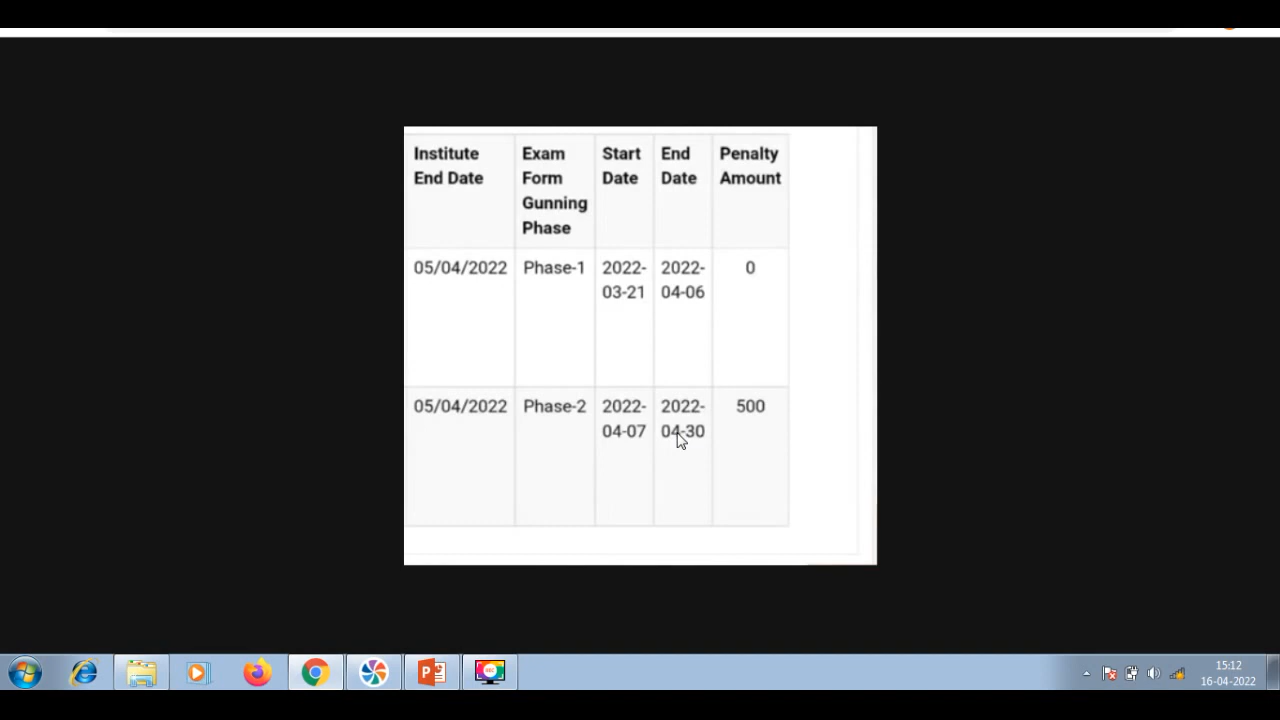 Institute End Date
Exam Form Gunning Phase
Start Date
End Date
Penalty Amount
05/04/2022
Phase-1
2022-03-21
2022-04-06
0
05/04/2022
Phase-2
2022-04-07
2022-04-30
500
15:12
16-04-2022